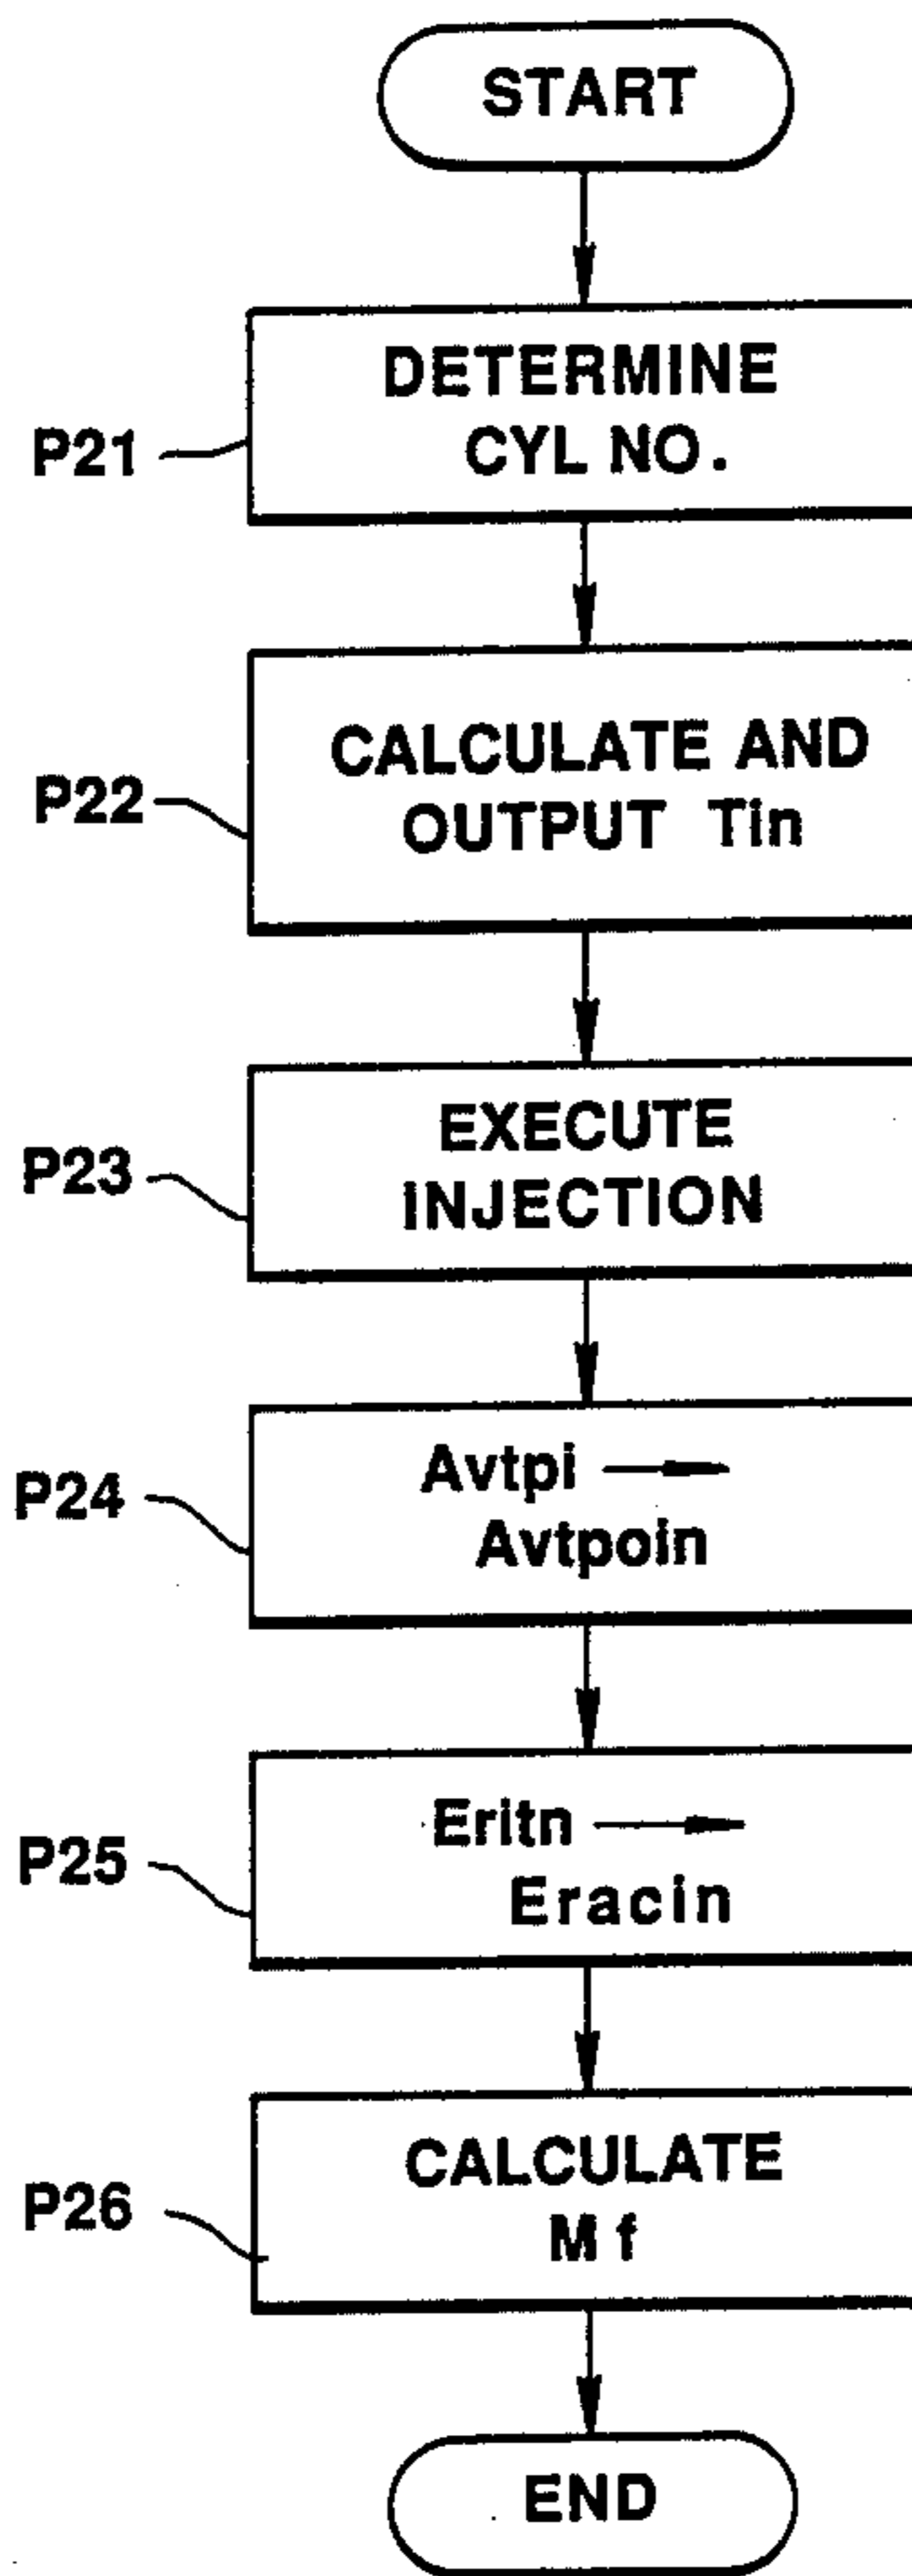 START
DETERMINE
CYL NO.
P21
CALCULATE AND
OUTPUT Tin
P22
EXECUTE
INJECTION
P23
Avtpi →
Avtpoin
P24
Eritn →
Eracin
P25
CALCULATE
Mf
P26
END